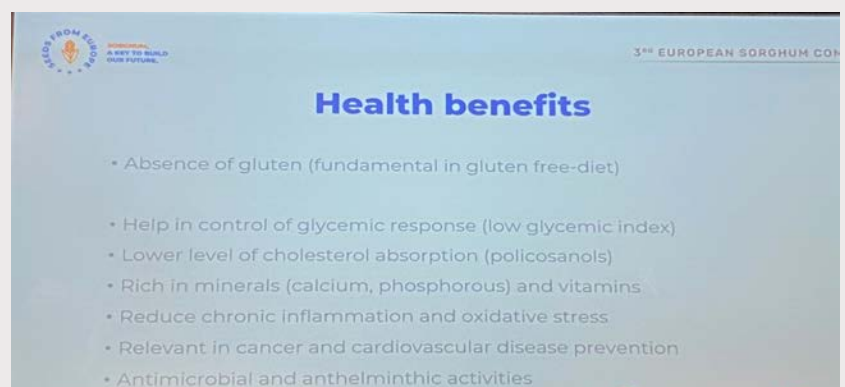 SEEDS FROM EUROPE
SORGHUM,
A KEY TO BUILD
OUR FUTURE.
3RD EUROPEAN SORGHUM CON
Health benefits
• Absence of gluten (fundamental in gluten free-diet)
• Help in control of glycemic response (low glycemic index)
• Lower level of cholesterol absorption (policosanols)
• Rich in minerals (calcium, phosphorous) and vitamins
• Reduce chronic inflammation and oxidative stress
• Relevant in cancer and cardiovascular disease prevention
• Antimicrobial and anthelminthic activities